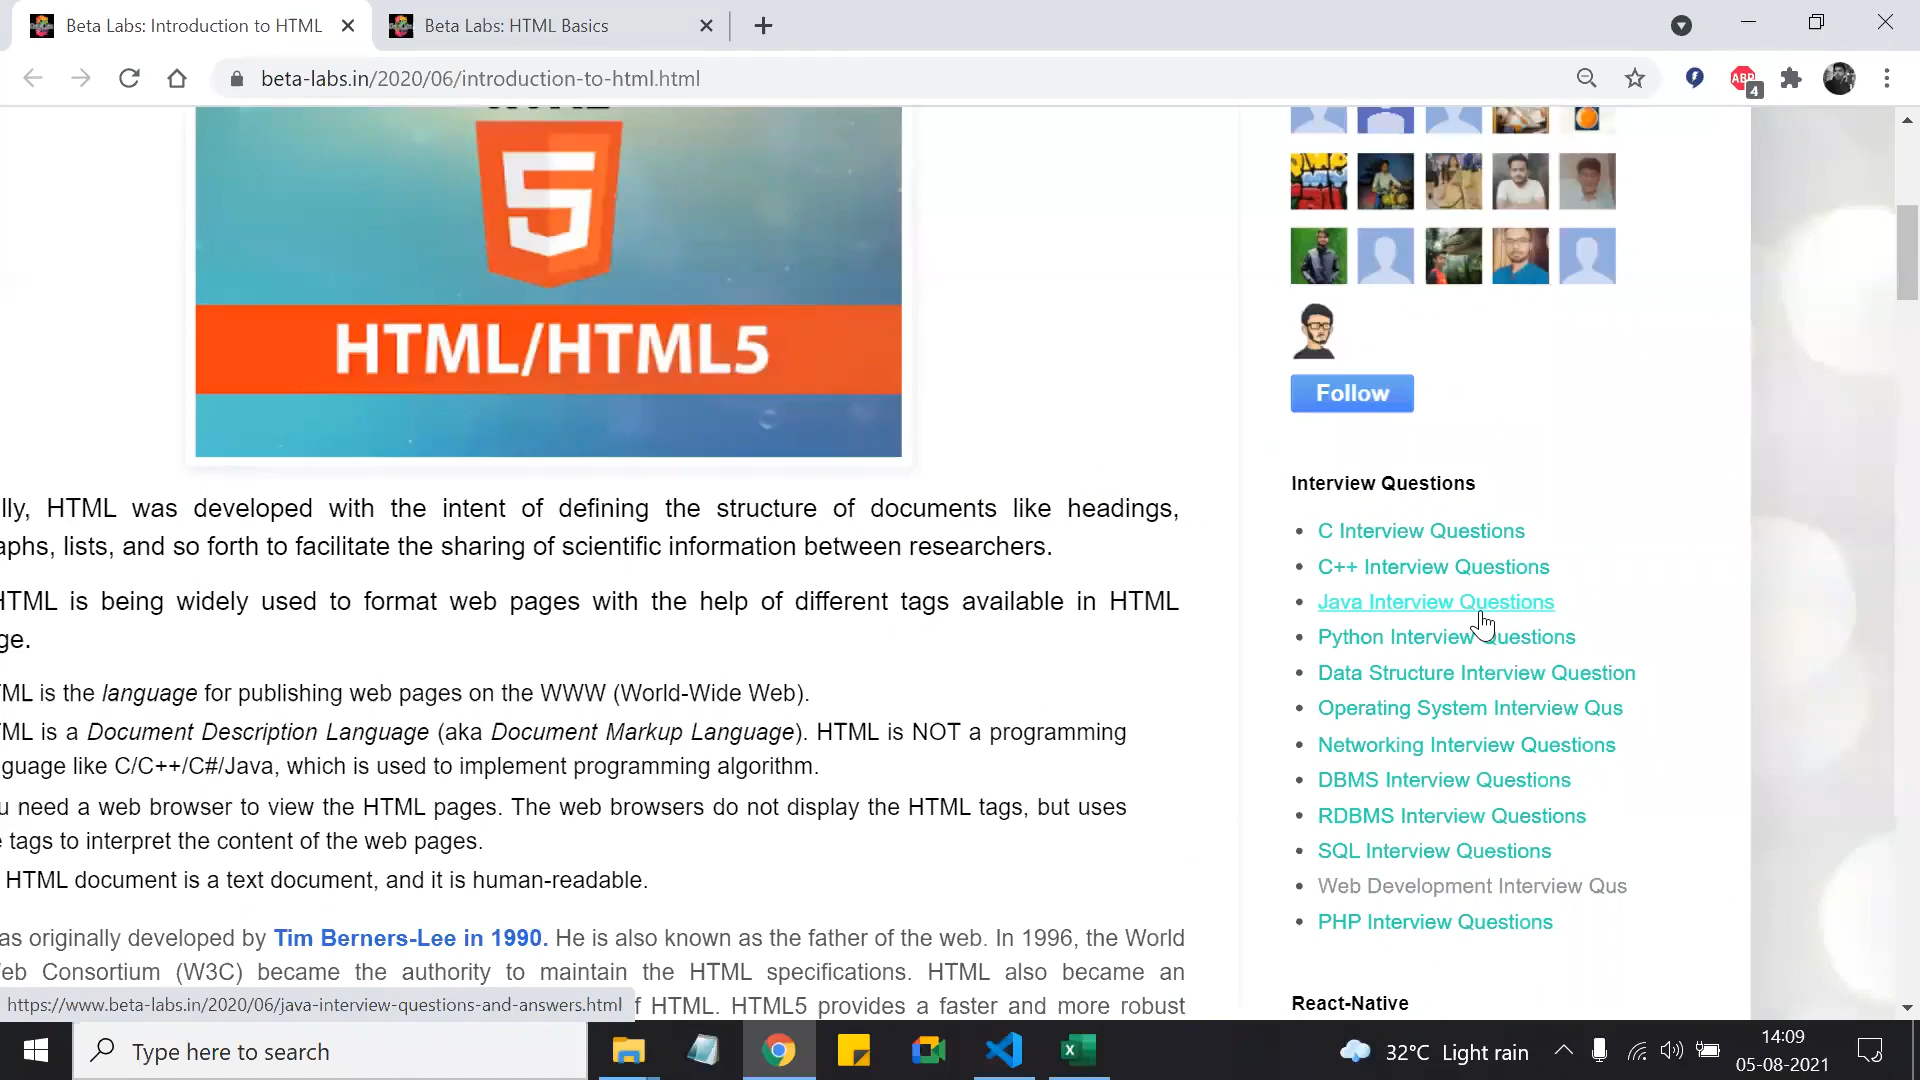 Beta Labs: Introduction to HTML
Beta Labs: HTML Basics
beta-labs.in/2020/06/introduction-to-html.html
ABP
4
5
HTML/HTML5
lly, HTML was developed with the intent of defining the structure of documents like headings,
aphs, lists, and so forth to facilitate the sharing of scientific information between researchers.
HTML is being widely used to format web pages with the help of different tags available in HTML
ge.
ML is the language for publishing web pages on the WWW (World-Wide Web).
ML is a Document Description Language (aka Document Markup Language). HTML is NOT a programming
guage like C/C++/C#/Java, which is used to implement programming algorithm.
u need a web browser to view the HTML pages. The web browsers do not display the HTML tags, but uses
e tags to interpret the content of the web pages.
HTML document is a text document, and it is human-readable.
as originally developed by Tim Berners-Lee in 1990. He is also known as the father of the web. In 1996, the World
eb Consortium (W3C) became the authority to maintain the HTML specifications. HTML also became an
f HTML. HTML5 provides a faster and more robust
https://www.beta-labs.in/2020/06/java-interview-questions-and-answers.html
Follow
Interview Questions
C Interview Questions
C++ Interview Questions
Java Interview Questions
Python Interview Questions
Data Structure Interview Question
Operating System Interview Qus
Networking Interview Questions
DBMS Interview Questions
RDBMS Interview Questions
SQL Interview Questions
Web Development Interview Qus
PHP Interview Questions
React-Native
Type here to search
32°C Light rain
14:09
05-08-2021